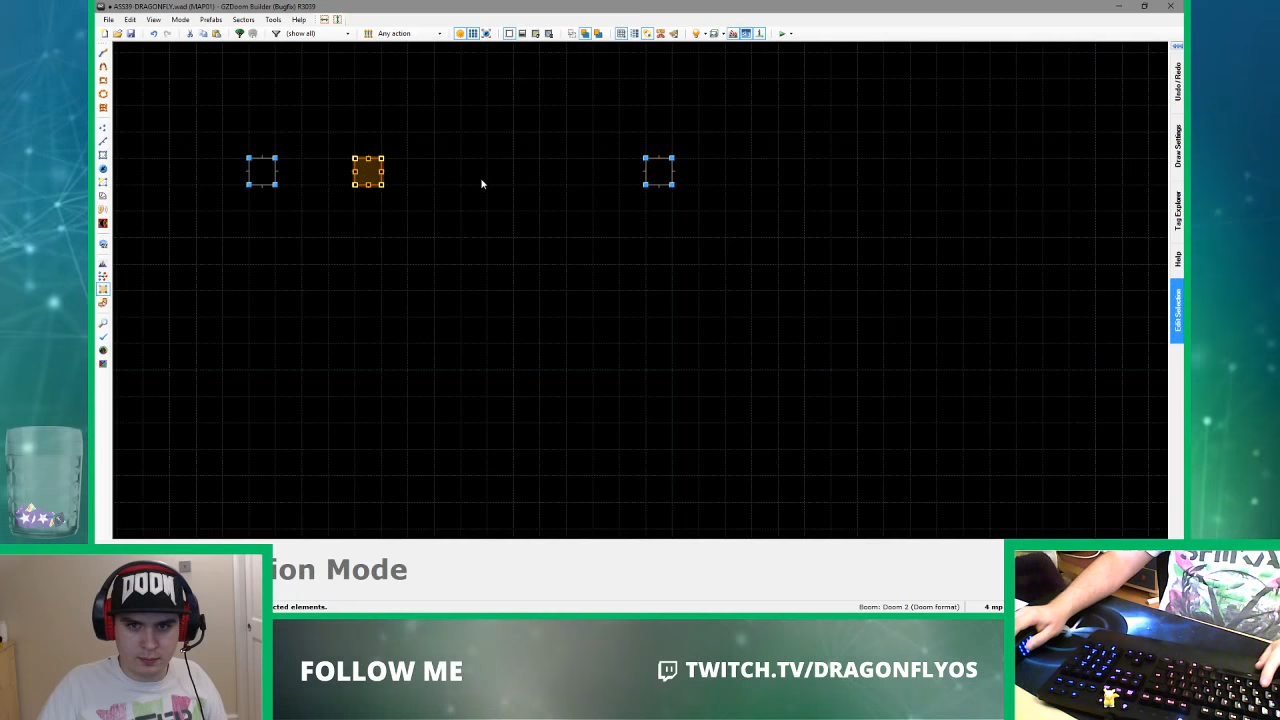 ASS39-DRAGONFLY.wad (MAP01) - GZDoom Builder (Bugfix) R3039
File Edit View Mode Prefabs Sectors Tools Help
(show all) Any action
Undo / Redo
Draw Settings
Tag Explorer
Help
Edit Selection
ion Mode
cted elements. Boom: Doom 2 (Doom format) 4 mp
DOOM
FOLLOW ME
TWITCH.TV/DRAGONFLYOS